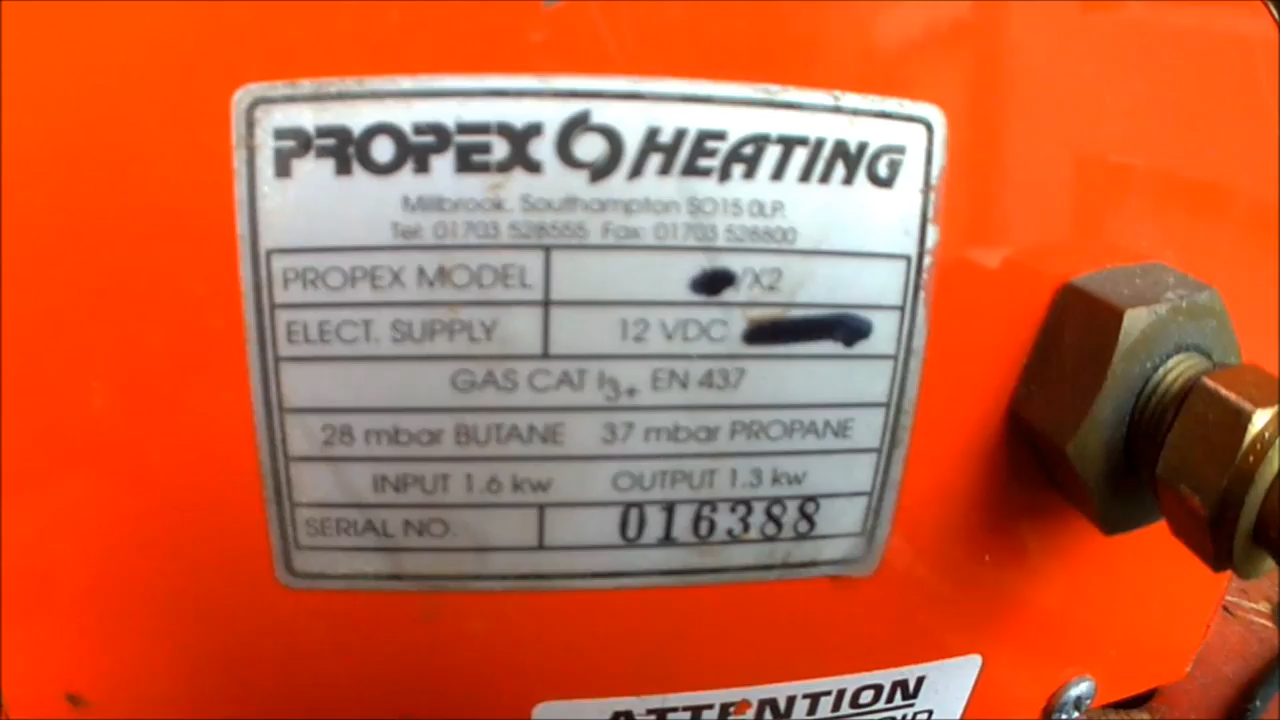 PROPEX HEATING
Millbrook, Southampton SO15 0LP.
Tel: 01703 528555 Fax: 01703 528800
PROPEX MODEL /X2
ELECT. SUPPLY 12 VDC
GAS CAT I3+ EN 437
28 mbar BUTANE 37 mbar PROPANE
INPUT 1.6 kw OUTPUT 1.3 kw
SERIAL NO. 016388
ATTENTION